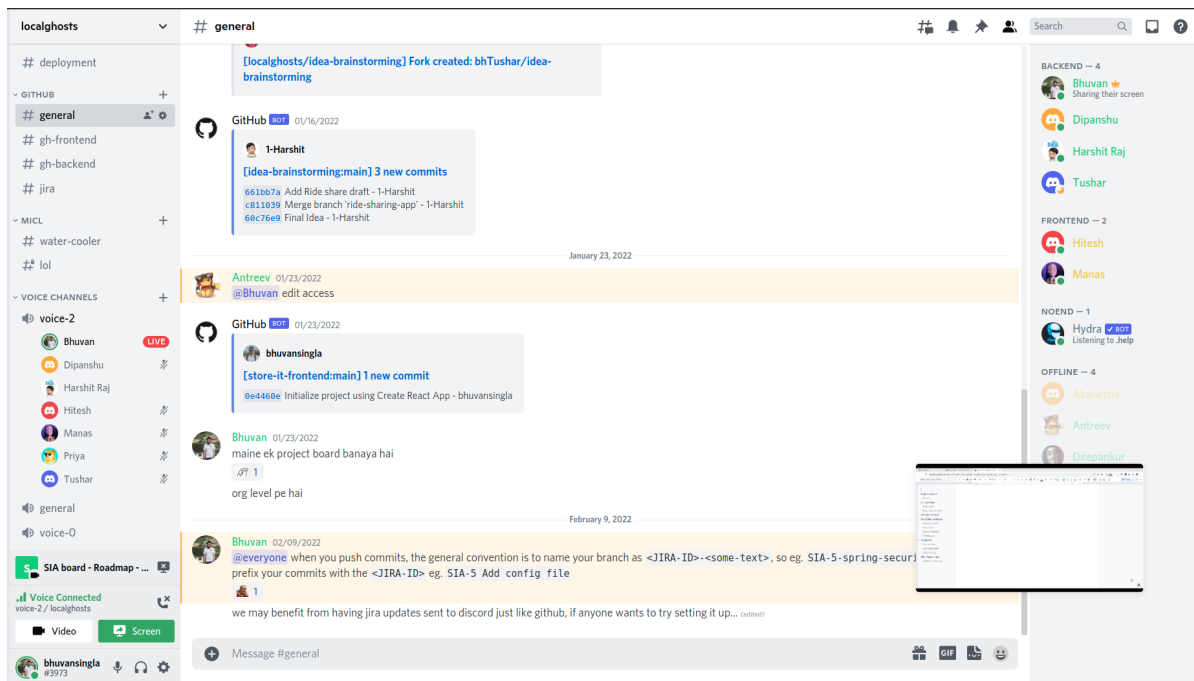 localghosts
# deployment
GITHUB
# general
# gh-frontend
# gh-backend
# jira
MICL
# water-cooler
# lol
VOICE CHANNELS
voice-2
Bhuvan LIVE
Dipanshu
Harshit Raj
Hitesh
Manas
Priya
Tushar
general
voice-0
SIA board - Roadmap - ...
Voice Connected
voice-2 / localghosts
Video Screen
bhuvansingla
#3973
# general
Search
[localghosts/idea-brainstorming] Fork created: bhTushar/idea-
brainstorming
GitHub BOT 01/16/2022
1-Harshit
[idea-brainstorming:main] 3 new commits
661bb7a Add Ride share draft - 1-Harshit
c811039 Merge branch 'ride-sharing-app' - 1-Harshit
60c76e9 Final Idea - 1-Harshit
January 23, 2022
Antreev 01/23/2022
@Bhuvan edit access
GitHub BOT 01/23/2022
bhuvansingla
[store-it-frontend:main] 1 new commit
0e4460e Initialize project using Create React App - bhuvansingla
Bhuvan 01/23/2022
maine ek project board banaya hai
1
org level pe hai
February 9, 2022
Bhuvan 02/09/2022
@everyone when you push commits, the general convention is to name your branch as <JIRA-ID>-<some-text>, so eg. SIA-5-spring-securi
prefix your commits with the <JIRA-ID> eg. SIA-5 Add config file
1
we may benefit from having jira updates sent to discord just like github, if anyone wants to try setting it up... (edited)
Message #general
GIF
BACKEND — 4
Bhuvan
Sharing their screen
Dipanshu
Harshit Raj
Tushar
FRONTEND — 2
Hitesh
Manas
NOEND — 1
Hydra BOT
Listening to .help
OFFLINE — 4
Akanksha
Antreev
Deepankur